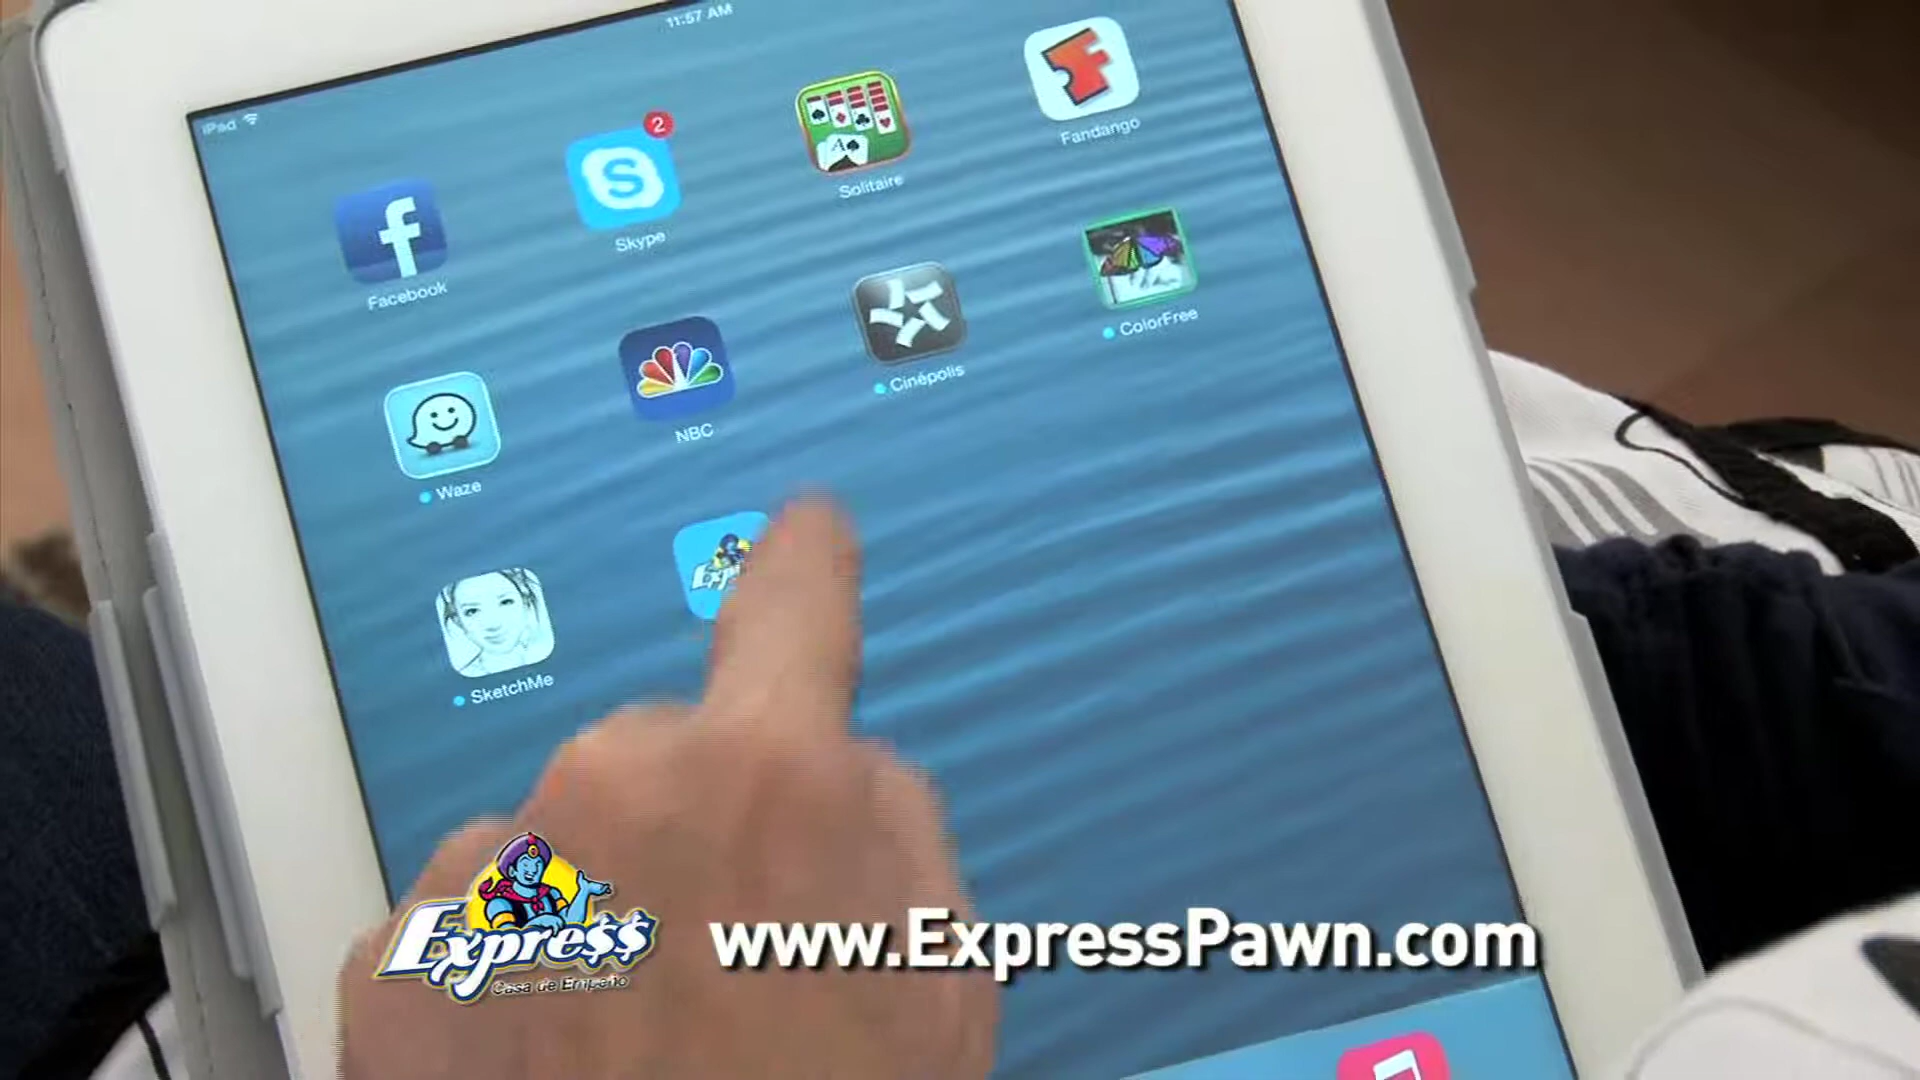 11:57 AM
iPad
Facebook
2
Skype
Solitaire
Fandango
Waze
NBC
Cinépolis
ColorFree
SketchMe
Expre
Expre$$
Casa de Empeño
www.ExpressPawn.com